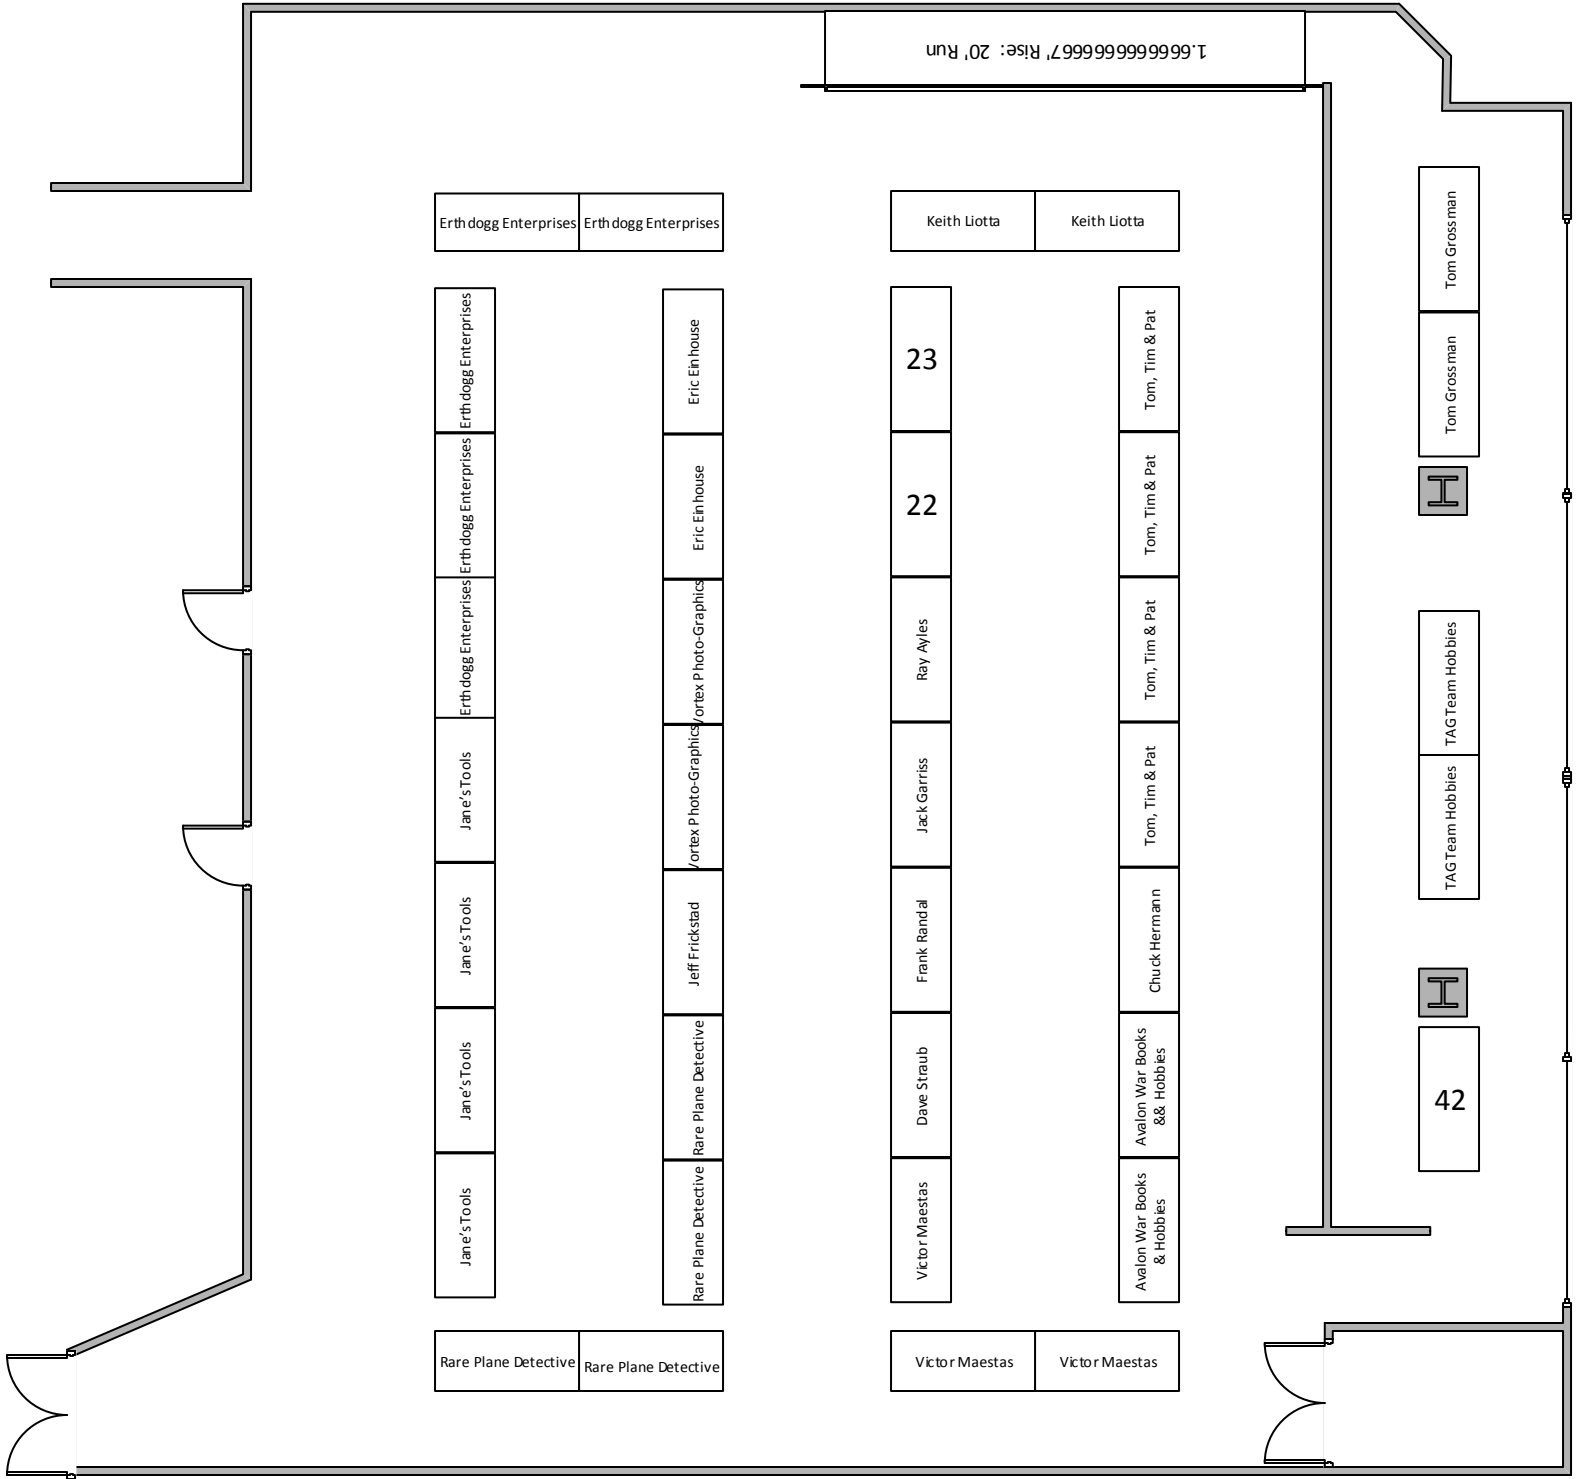 1.66666666666667' Rise: 20' Run
Erthdogg Enterprises
Erthdogg Enterprises
Keith Liotta
Keith Liotta
Erthdogg Enterprises
Erthdogg Enterprises
Erthdogg Enterprises
Jane's Tools
Jane's Tools
Jane's Tools
Jane's Tools
Eric Einhouse
Eric Einhouse
Vortex Photo-Graphics
Vortex Photo-Graphics
Jeff Frickstad
Rare Plane Detective
Rare Plane Detective
23
22
Ray Ayles
Jack Garriss
Frank Randal
Dave Straub
Victor Maestas
Tom, Tim & Pat
Tom, Tim & Pat
Tom, Tim & Pat
Tom, Tim & Pat
Chuck Hermann
Avalon War Books
&& Hobbies
Avalon War Books
& Hobbies
Tom Grossman
Tom Grossman
TAG Team Hobbies
TAG Team Hobbies
42
Rare Plane Detective
Rare Plane Detective
Victor Maestas
Victor Maestas